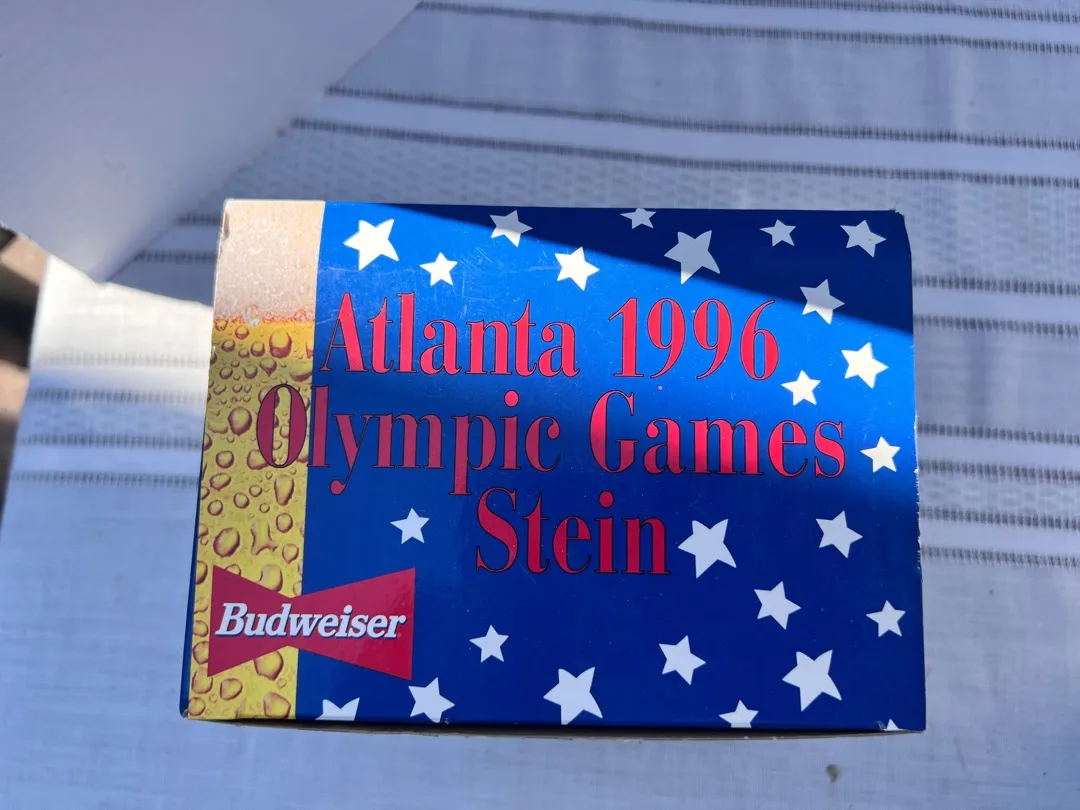 Atlanta 1996
Olympic Games
Stein
Budweiser